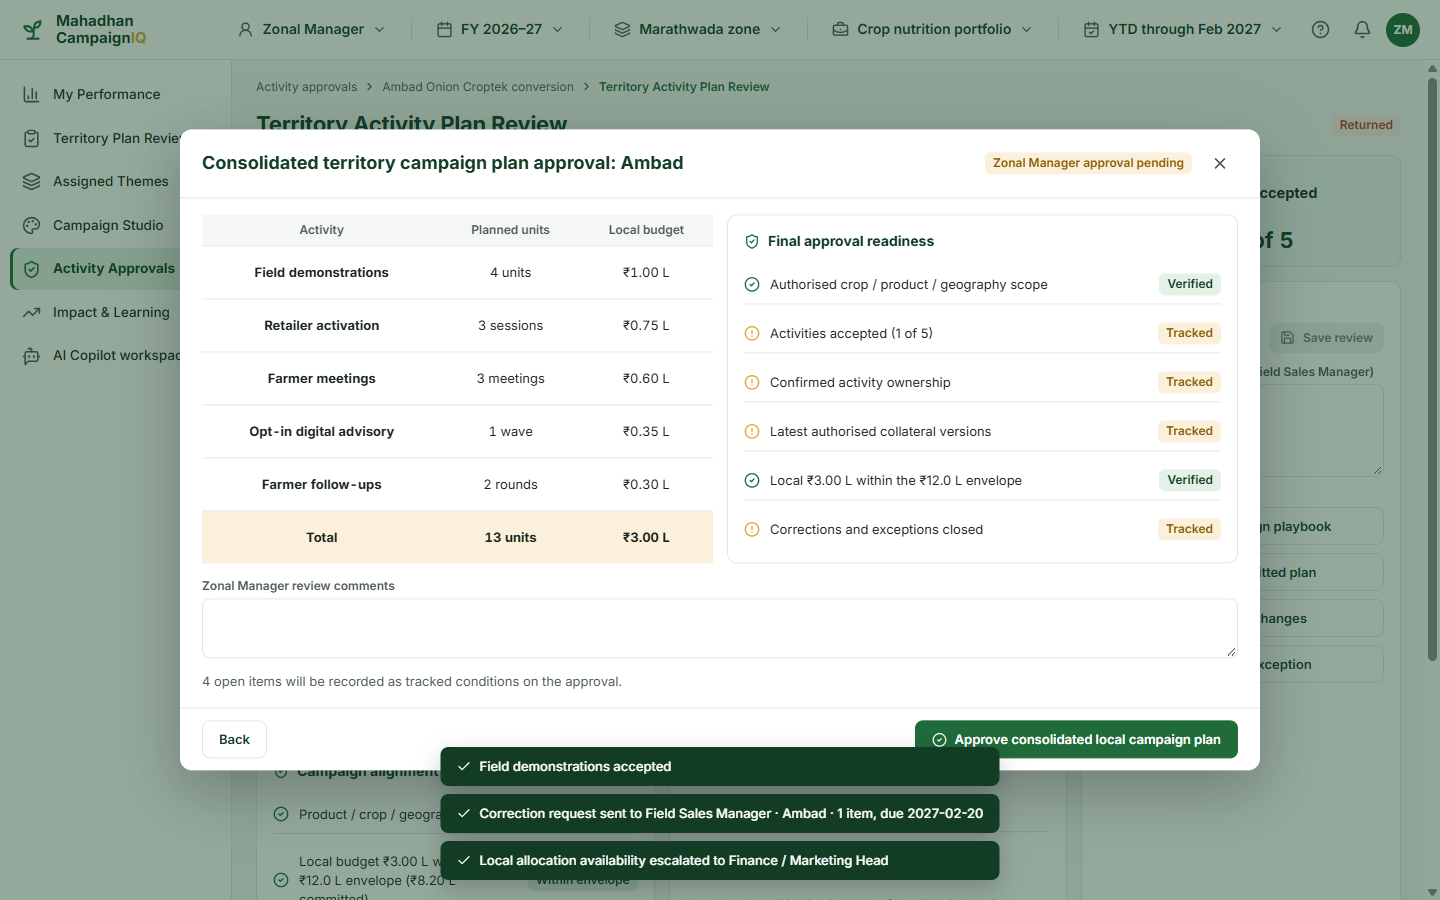 Mahadhan
CampaignIQ
Zonal Manager
FY 2026–27
Marathwada zone
Crop nutrition portfolio
YTD through Feb 2027
ZM
My Performance
Territory Plan Review
Assigned Themes
Campaign Studio
Activity Approvals
Impact & Learning
AI Copilot workspac
Activity approvals > Ambad Onion Croptek conversion > Territory Activity Plan Review
Territory Activity Plan Review
Returned
ccepted
of 5
Save review
ield Sales Manager)
gn playbook
itted plan
hanges
xception
Consolidated territory campaign plan approval: Ambad
Zonal Manager approval pending
Activity Planned units Local budget
Field demonstrations 4 units ₹1.00 L
Retailer activation 3 sessions ₹0.75 L
Farmer meetings 3 meetings ₹0.60 L
Opt-in digital advisory 1 wave ₹0.35 L
Farmer follow-ups 2 rounds ₹0.30 L
Total 13 units ₹3.00 L
Final approval readiness
Authorised crop / product / geography scope Verified
Activities accepted (1 of 5) Tracked
Confirmed activity ownership Tracked
Latest authorised collateral versions Tracked
Local ₹3.00 L within the ₹12.0 L envelope Verified
Corrections and exceptions closed Tracked
Zonal Manager review comments
4 open items will be recorded as tracked conditions on the approval.
Back
Approve consolidated local campaign plan
Campaign alignment
Product / crop / geogra
Local budget ₹3.00 L w
₹12.0 L envelope (₹8.20 L
committed)
Within envelope
Field demonstrations accepted
Correction request sent to Field Sales Manager · Ambad · 1 item, due 2027-02-20
Local allocation availability escalated to Finance / Marketing Head